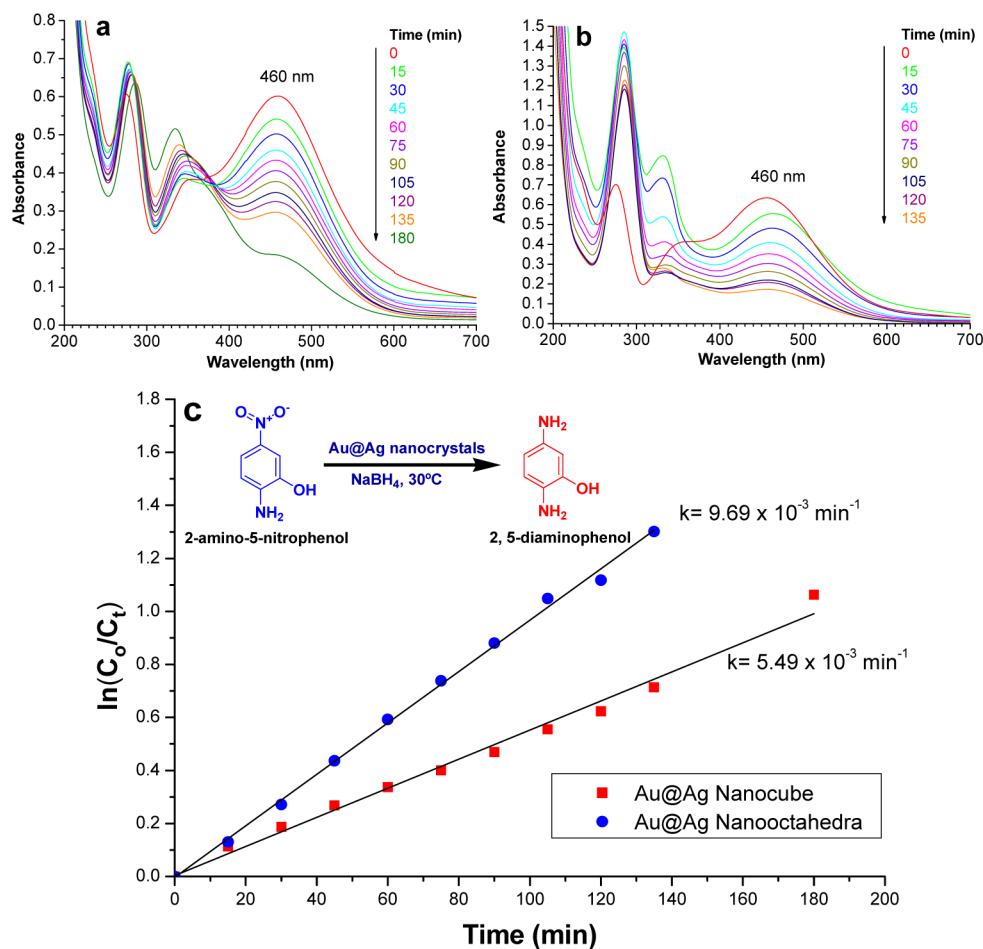 a
Time (min)
0
15
30
45
60
75
90
105
120
135
180
460 nm
0.8
0.7
0.6
0.5
0.4
0.3
0.2
0.1
0.0
Absorbance
200 300 400 500 600 700
Wavelength (nm)
b
Time (min)
0
15
30
45
60
75
90
105
120
135
460 nm
1.5
1.4
1.3
1.2
1.1
1.0
0.9
0.8
0.7
0.6
0.5
0.4
0.3
0.2
0.1
0.0
Absorbance
200 300 400 500 600 700
Wavelength (nm)
c
O N⁺ O⁻
OH
NH₂
2-amino-5-nitrophenol
Au@Ag nanocrystals
NaBH₄, 30ºC
NH₂
OH
NH₂
2, 5-diaminophenol
k= 9.69 x 10⁻³ min⁻¹
k= 5.49 x 10⁻³ min⁻¹
Au@Ag Nanocube
Au@Ag Nanooctahedra
1.8
1.6
1.4
1.2
1.0
0.8
0.6
0.4
0.2
0.0
ln(Cₒ/Cₜ)
0 20 40 60 80 100 120 140 160 180 200
Time (min)